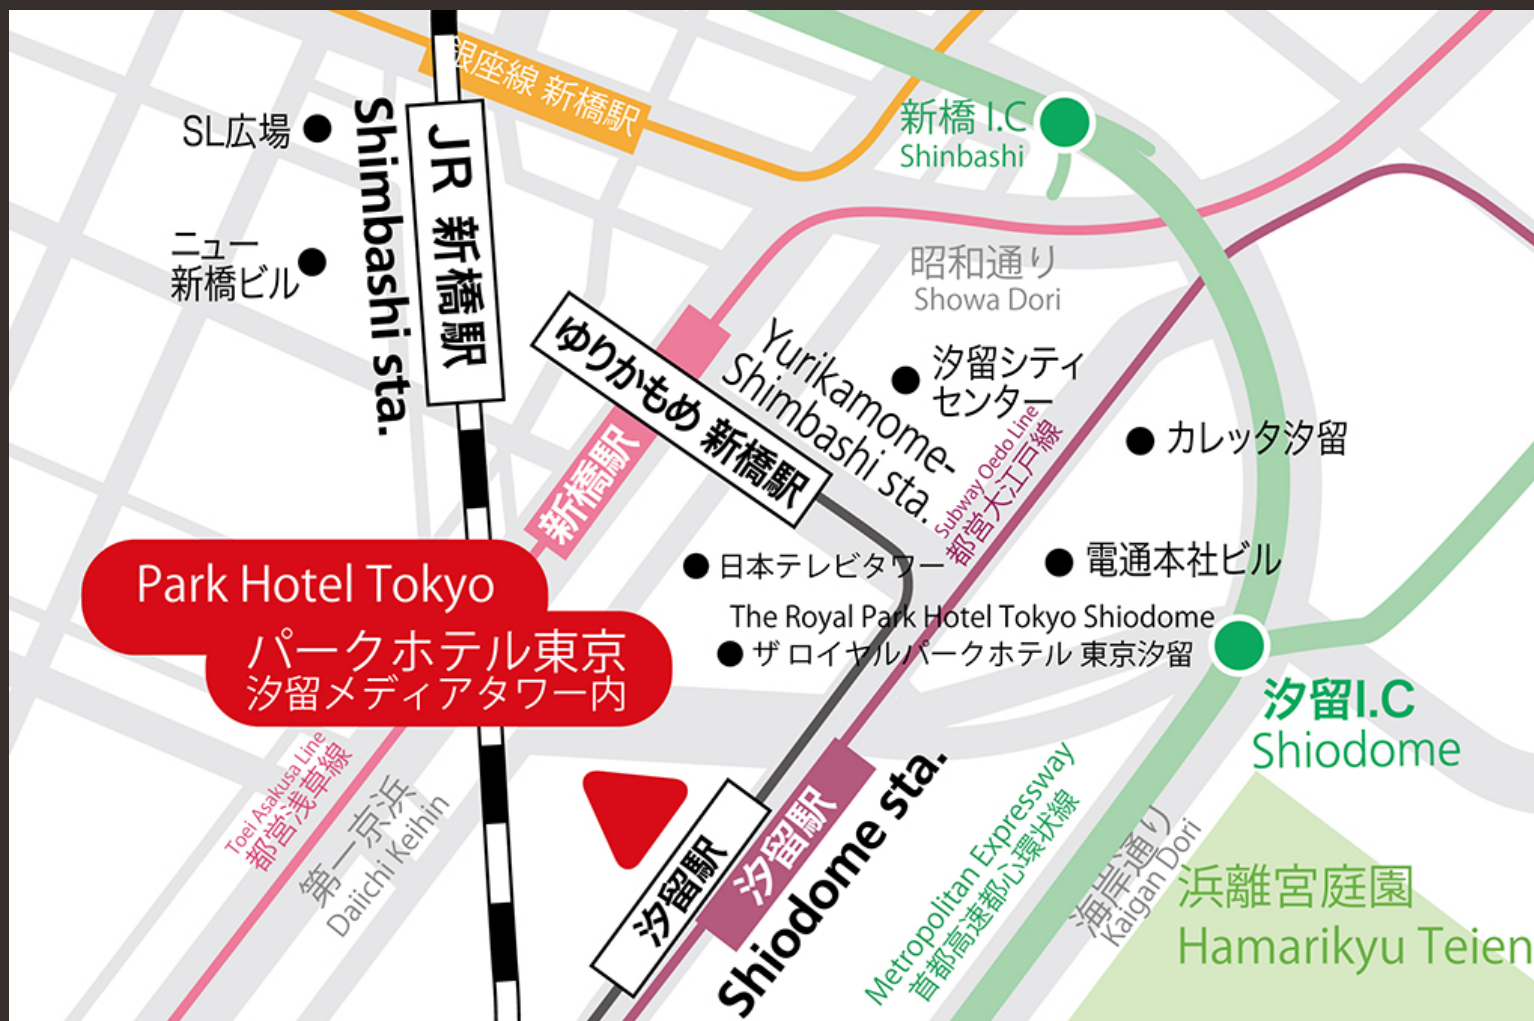 銀座線 新橋駅
SL広場
Shimbashi sta.
JR 新橋駅
新橋 I.C
Shinbashi
ニュー
新橋ビル
昭和通り
Showa Dori
ゆりかもめ 新橋駅
Yurikamome-
Shimbashi sta.
汐留シティ
センター
カレッタ汐留
新橋駅
Subway Oedo Line
都営大江戸線
日本テレビタワー
電通本社ビル
Park Hotel Tokyo
パークホテル東京
汐留メディアタワー内
The Royal Park Hotel Tokyo Shiodome
ザ ロイヤルパークホテル 東京汐留
汐留I.C
Shiodome
Toei Asakusa Line
都営浅草線
第一京浜
Daiichi Keihin
汐留駅
汐留駅
Shiodome sta.
Metropolitan Expressway
首都高速都心環状線
海岸通り
Kaigan Dori
浜離宮庭園
Hamarikyu Teien